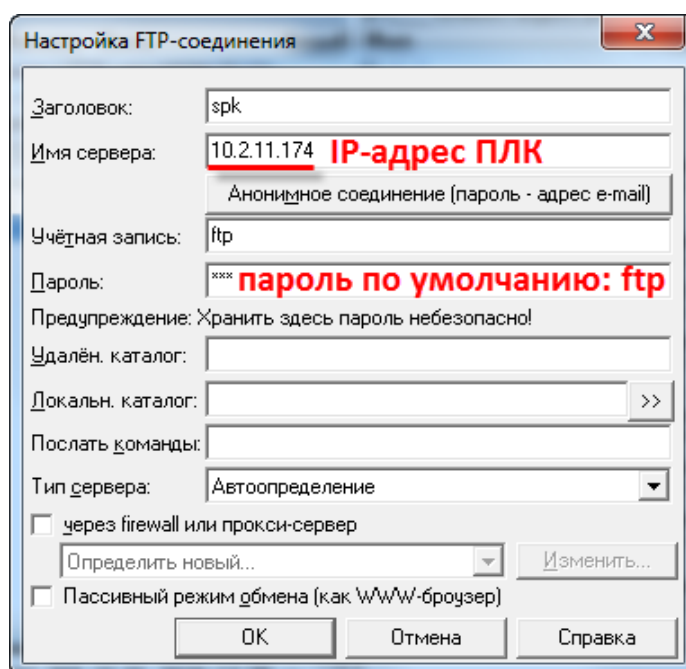 Настройка FTP-соединения
Заголовок: spk
Имя сервера: 10.2.11.174 IP-адрес ПЛК
Анонимное соединение (пароль - адрес e-mail)
Учётная запись: ftp
Пароль: *** пароль по умолчанию: ftp
Предупреждение: Хранить здесь пароль небезопасно!
Удалён. каталог:
Локальн. каталог: >>
Послать команды:
Тип сервера: Автоопределение
через firewall или прокси-сервер
Определить новый... Изменить...
Пассивный режим обмена (как WWW-броузер)
OK Отмена Справка